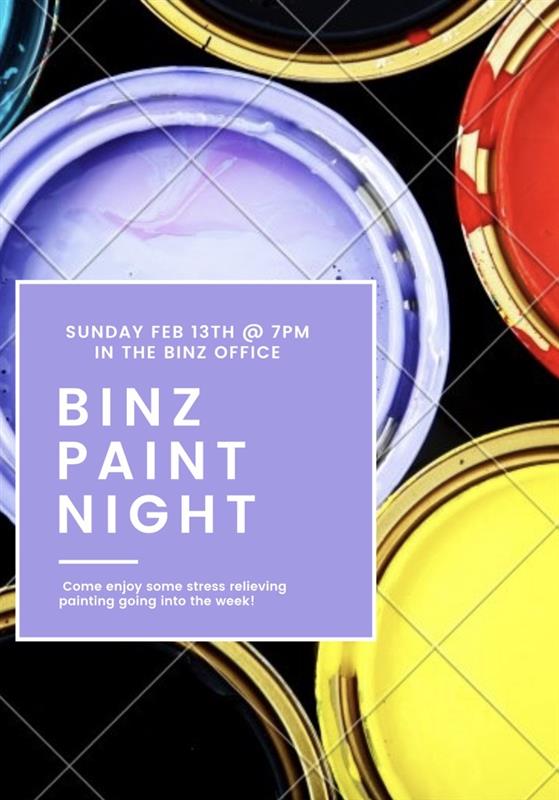 SUNDAY FEB 13TH @ 7PM
IN THE BINZ OFFICE
BINZ
PAINT
NIGHT
Come enjoy some stress relieving
painting going into the week!